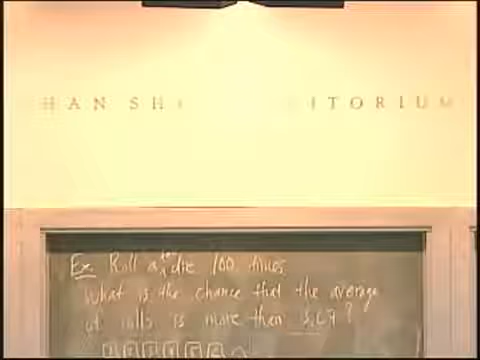 HAN SH ITORIUM
Ex Roll a fair die 100 times
What is the chance that the average
of rolls is more than 3.67?